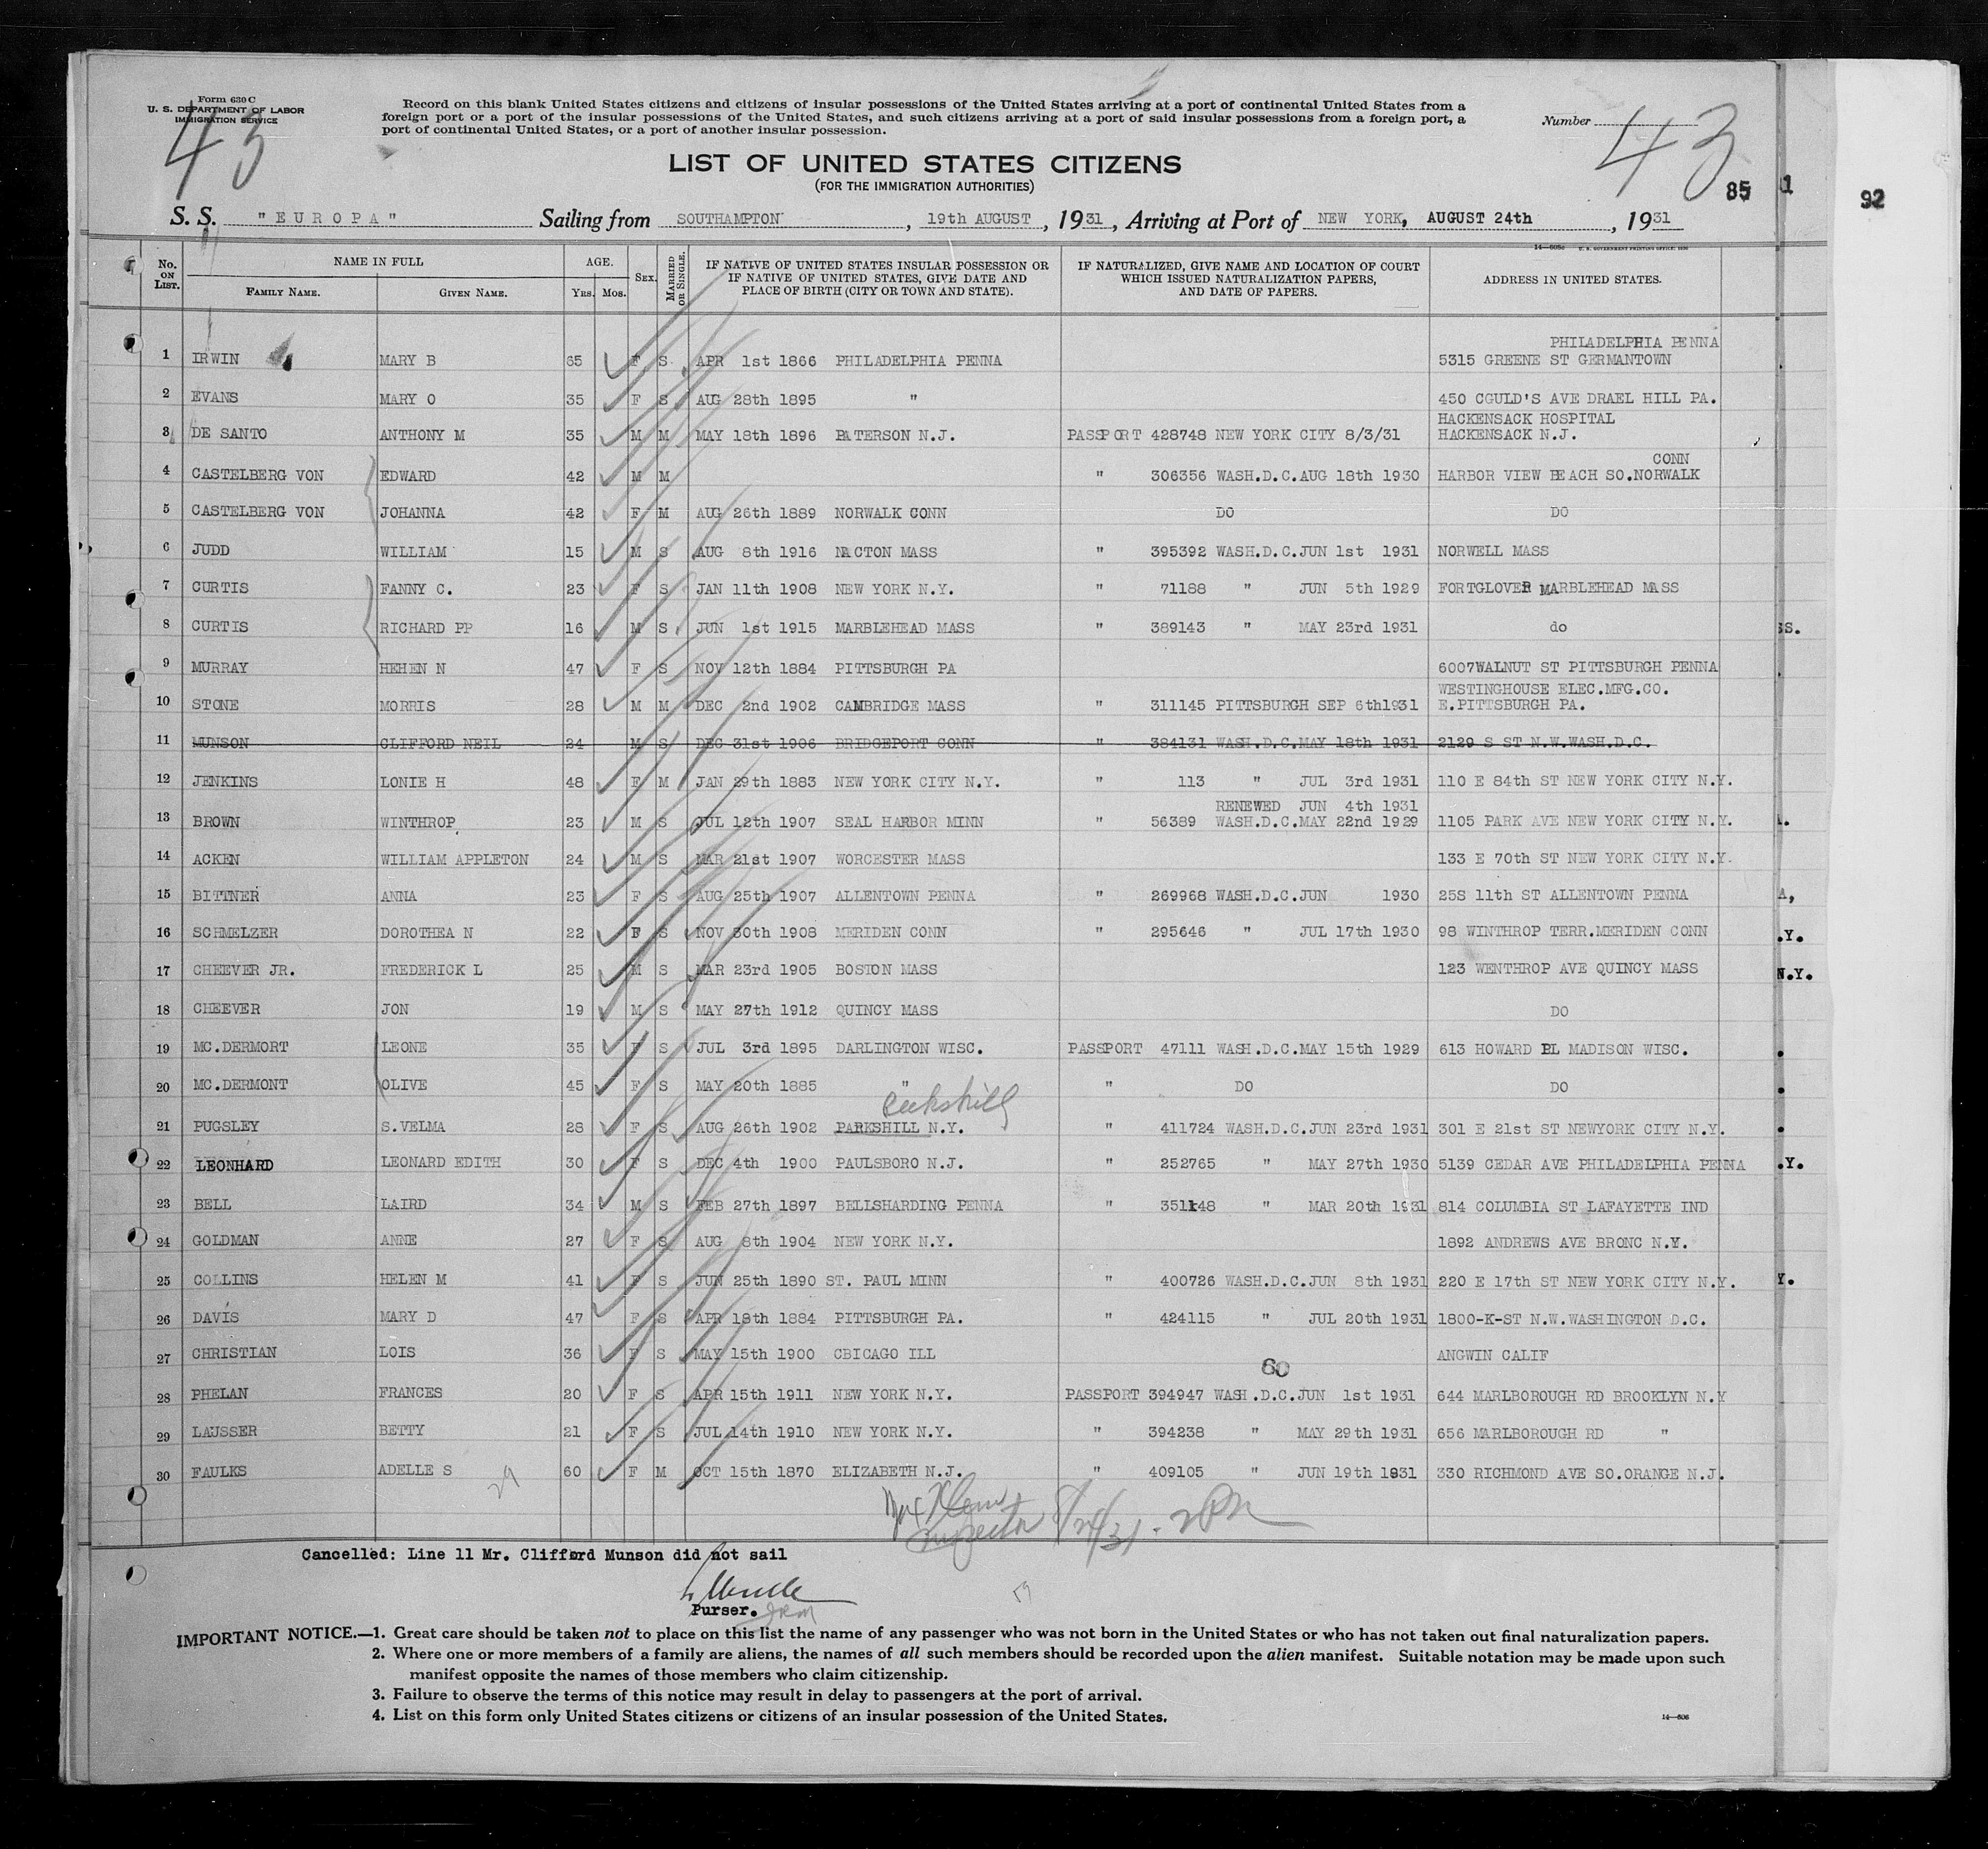 Form 630 C
U. S. DEPARTMENT OF LABOR
IMMIGRATION SERVICE
43
Record on this blank United States citizens and citizens of insular possessions of the United States arriving at a port of continental United States from a
foreign port or a port of the insular possessions of the United States, and such citizens arriving at a port of said insular possessions from a foreign port, a
port of continental United States, or a port of another insular possession.
Number
43
LIST OF UNITED STATES CITIZENS
(FOR THE IMMIGRATION AUTHORITIES)
85 1 92
S. S. "EUROPA" Sailing from SOUTHAMPTON, 19th AUGUST, 1931, Arriving at Port of NEW YORK, AUGUST 24th, 1931
No. ON LIST. NAME IN FULL FAMILY NAME. GIVEN NAME. AGE. Yrs. Mos. Sex. MARRIED OR SINGLE. IF NATIVE OF UNITED STATES INSULAR POSSESSION OR IF NATIVE OF UNITED STATES, GIVE DATE AND PLACE OF BIRTH (CITY OR TOWN AND STATE). IF NATURALIZED, GIVE NAME AND LOCATION OF COURT WHICH ISSUED NATURALIZATION PAPERS, AND DATE OF PAPERS. ADDRESS IN UNITED STATES.
PHILADELPHIA PENNA
1 IRWIN MARY B 65 F S APR 1st 1866 PHILADELPHIA PENNA 5315 GREENE ST GERMANTOWN
2 EVANS MARY O 35 F S AUG 28th 1895 " 450 CGULD'S AVE DRAEL HILL PA.
HACKENSACK HOSPITAL
3 DE SANTO ANTHONY M 35 M M MAY 18th 1896 PATERSON N.J. PASSPORT 428748 NEW YORK CITY 8/3/31 HACKENSACK N.J.
CONN
4 CASTELBERG VON EDWARD 42 M M " 306356 WASH.D.C.AUG 18th 1930 HARBOR VIEW BEACH SO.NORWALK
5 CASTELBERG VON JOHANNA 42 F M AUG 26th 1889 NORWALK CONN DO DO
6 JUDD WILLIAM 15 M S AUG 8th 1916 NACTON MASS " 395392 WASH.D.C.JUN 1st 1931 NORWELL MASS
7 CURTIS FANNY C. 23 F S JAN 11th 1908 NEW YORK N.Y. " 71188 " JUN 5th 1929 FORTGLOVER MARBLEHEAD MASS
8 CURTIS RICHARD PP 16 M S JUN 1st 1915 MARBLEHEAD MASS " 389143 " MAY 23rd 1931 do SS.
9 MURRAY HEHEN N 47 F S NOV 12th 1884 PITTSBURGH PA 6007WALNUT ST PITTSBURGH PENNA
WESTINGHOUSE ELEC.MFG.CO.
10 STONE MORRIS 28 M M DEC 2nd 1902 CAMBRIDGE MASS " 311145 PITTSBURGH SEP 6th1931 E.PITTSBURGH PA.
11 MUNSON CLIFFORD NEIL 24 M S DEC 31st 1906 BRIDGEPORT CONN " 384131 WASH.D.C.MAY 18th 1931 2129 S ST N.W.WASH.D.C.
12 JENKINS LONIE H 48 F M JAN 29th 1883 NEW YORK CITY N.Y. " 113 " JUL 3rd 1931 110 E 84th ST NEW YORK CITY N.Y.
RENEWED JUN 4th 1931
13 BROWN WINTHROP 23 M S JUL 12th 1907 SEAL HARBOR MINN " 56389 WASH.D.C.MAY 22nd 1929 1105 PARK AVE NEW YORK CITY N.Y.
14 ACKEN WILLIAM APPLETON 24 M S MAR 21st 1907 WORCESTER MASS 133 E 70th ST NEW YORK CITY N.Y.
15 BITTNER ANNA 23 F S AUG 25th 1907 ALLENTOWN PENNA " 269968 WASH.D.C.JUN 1930 25S 11th ST ALLENTOWN PENNA A,
16 SCHMELZER DOROTHEA N 22 F S NOV 30th 1908 MERIDEN CONN " 295646 " JUL 17th 1930 98 WINTHROP TERR.MERIDEN CONN .Y.
17 CHEEVER JR. FREDERICK L 25 M S MAR 23rd 1905 BOSTON MASS 123 WENTHROP AVE QUINCY MASS N.Y.
18 CHEEVER JON 19 M S MAY 27th 1912 QUINCY MASS DO
19 MC.DERMORT LEONE 35 F S JUL 3rd 1895 DARLINGTON WISC. PASSPORT 47111 WASH.D.C.MAY 15th 1929 613 HOWARD PL MADISON WISC.
20 MC.DERMONT OLIVE 45 F S MAY 20th 1885 " " DO DO
Peekskill
21 PUGSLEY S.VELMA 28 F S AUG 26th 1902 PARKSHILL N.Y. " 411724 WASH.D.C.JUN 23rd 1931 301 E 21st ST NEWYORK CITY N.Y.
22 LEONHARD LEONARD EDITH 30 F S DEC 4th 1900 PAULSBORO N.J. " 252765 " MAY 27th 1930 5139 CEDAR AVE PHILADELPHIA PENNA .Y.
23 BELL LAIRD 34 M S FEB 27th 1897 BELLSHARDING PENNA " 351148 " MAR 20th 1931 814 COLUMBIA ST LAFAYETTE IND
24 GOLDMAN ANNE 27 F S AUG 8th 1904 NEW YORK N.Y. 1892 ANDREWS AVE BRONC N.Y.
25 COLLINS HELEN M 41 F S JUN 25th 1890 ST. PAUL MINN " 400726 WASH.D.C.JUN 8th 1931 220 E 17th ST NEW YORK CITY N.Y. Y.
26 DAVIS MARY D 47 F S APR 18th 1884 PITTSBURGH PA. " 424115 " JUL 20th 1931 1800-K-ST N.W.WASHINGTON D.C.
27 CHRISTIAN LOIS 36 F S MAY 15th 1900 CBICAGO ILL ANGWIN CALIF
60
28 PHELAN FRANCES 20 F S APR 15th 1911 NEW YORK N.Y. PASSPORT 394947 WASH.D.C.JUN 1st 1931 644 MARLBOROUGH RD BROOKLYN N.Y
29 LAUSSER BETTY 21 F S JUL 14th 1910 NEW YORK N.Y. " 394238 " MAY 29th 1931 656 MARLBOROUGH RD "
30 FAULKS ADELLE S 60 F M OCT 15th 1870 ELIZABETH N.J. " 409105 " JUN 19th 1931 330 RICHMOND AVE SO.ORANGE N.J.
29
Inspector 8/24/31
Cancelled: Line 11 Mr. Clifford Munson did not sail
Purser.
IMPORTANT NOTICE.—1. Great care should be taken not to place on this list the name of any passenger who was not born in the United States or who has not taken out final naturalization papers.
2. Where one or more members of a family are aliens, the names of all such members should be recorded upon the alien manifest. Suitable notation may be made upon such
manifest opposite the names of those members who claim citizenship.
3. Failure to observe the terms of this notice may result in delay to passengers at the port of arrival.
4. List on this form only United States citizens or citizens of an insular possession of the United States.
14—606